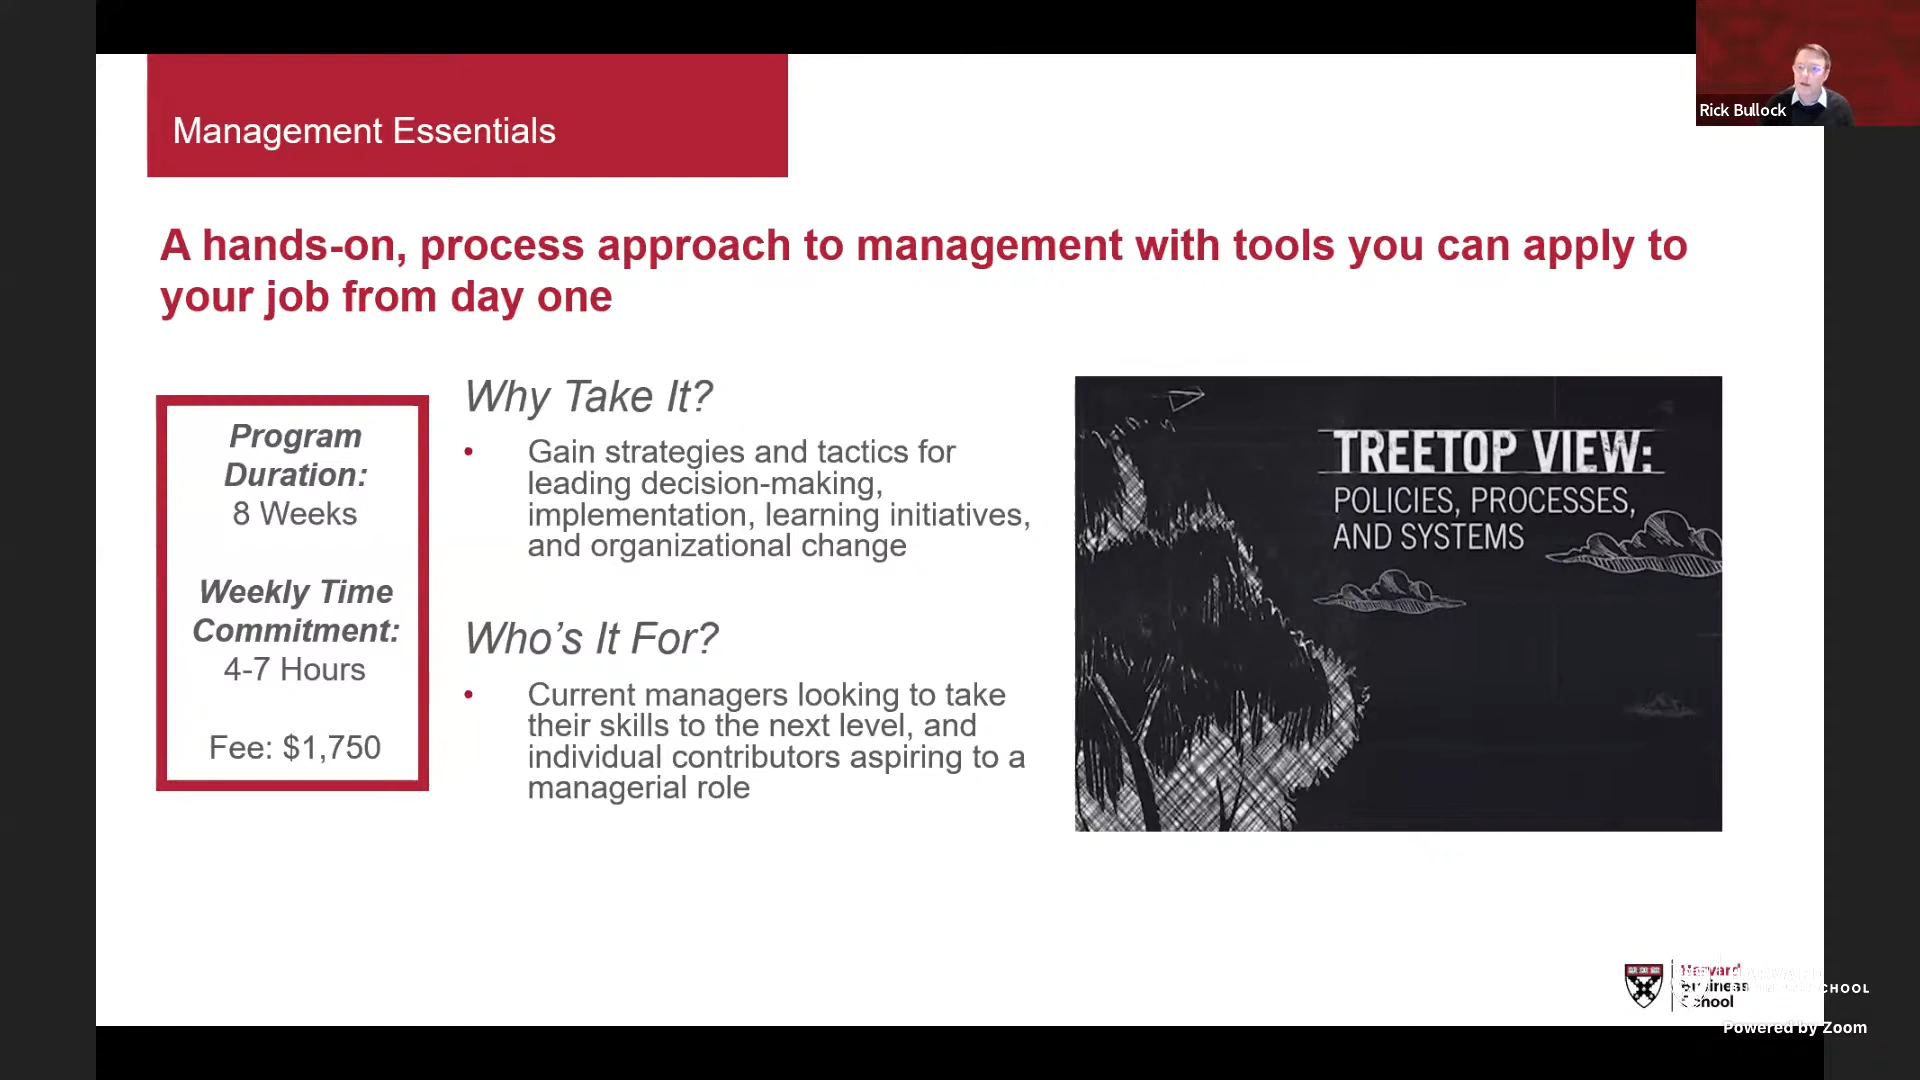 Management Essentials
Rick Bullock
A hands-on, process approach to management with tools you can apply to
your job from day one
Program
Duration:
8 Weeks
Weekly Time
Commitment:
4-7 Hours
Fee: $1,750
Why Take It?
• Gain strategies and tactics for
leading decision-making,
implementation, learning initiatives,
and organizational change
Who’s It For?
• Current managers looking to take
their skills to the next level, and
individual contributors aspiring to a
managerial role
TREETOP VIEW:
POLICIES, PROCESSES,
AND SYSTEMS
Harvard
Business
School
Powered by Zoom